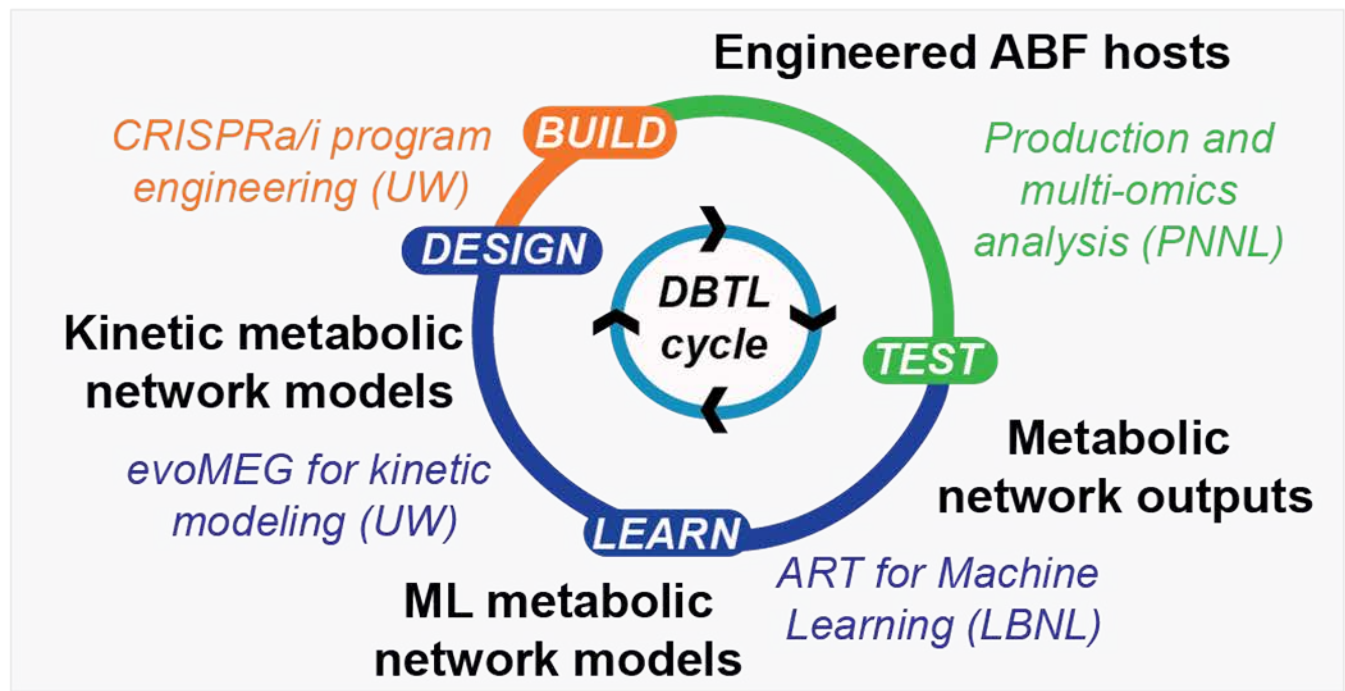 Engineered ABF hosts
CRISPRa/i program
engineering (UW)
BUILD
Production and
multi-omics
analysis (PNNL)
DESIGN
DBTL
cycle
Kinetic metabolic
network models
TEST
evoMEG for kinetic
modeling (UW)
Metabolic
network outputs
LEARN
ART for Machine
Learning (LBNL)
ML metabolic
network models